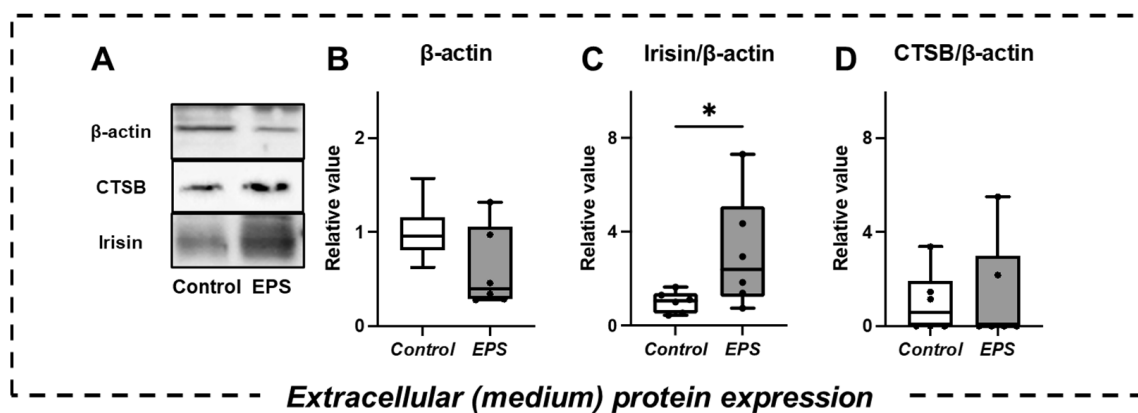 A
β-actin
CTSB
Irisin
Control EPS
B
β-actin
Relative value
2
1
0
Control EPS
C
Irisin/β-actin
*
Relative value
8
4
0
Control EPS
D
CTSB/β-actin
Relative value
8
4
0
Control EPS
Extracellular (medium) protein expression